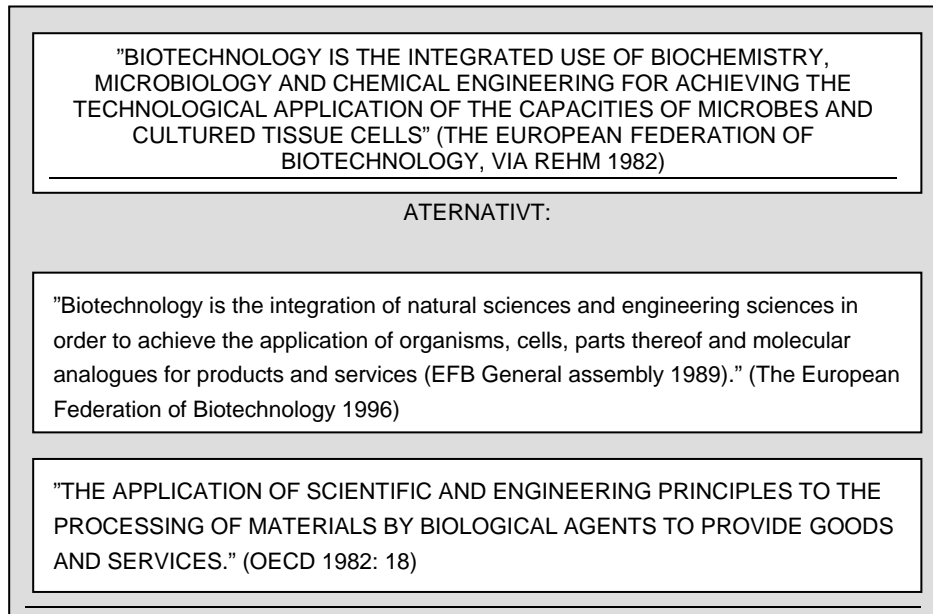 ”BIOTECHNOLOGY IS THE INTEGRATED USE OF BIOCHEMISTRY,
MICROBIOLOGY AND CHEMICAL ENGINEERING FOR ACHIEVING THE
TECHNOLOGICAL APPLICATION OF THE CAPACITIES OF MICROBES AND
CULTURED TISSUE CELLS” (THE EUROPEAN FEDERATION OF
BIOTECHNOLOGY, VIA REHM 1982)
ATERNATIVT:
”Biotechnology is the integration of natural sciences and engineering sciences in
order to achieve the application of organisms, cells, parts thereof and molecular
analogues for products and services (EFB General assembly 1989).” (The European
Federation of Biotechnology 1996)
”THE APPLICATION OF SCIENTIFIC AND ENGINEERING PRINCIPLES TO THE
PROCESSING OF MATERIALS BY BIOLOGICAL AGENTS TO PROVIDE GOODS
AND SERVICES.” (OECD 1982: 18)